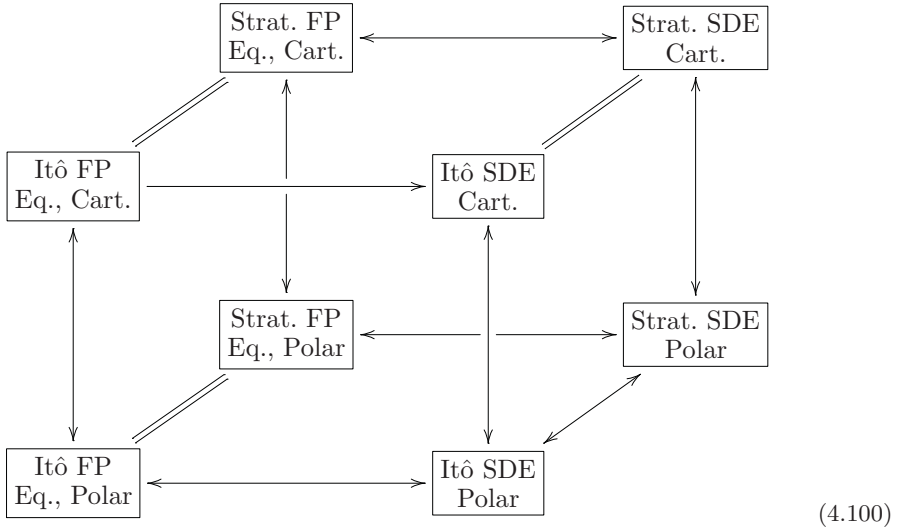 Strat. FP
Eq., Cart.
Strat. SDE
Cart.
Itô FP
Eq., Cart.
Itô SDE
Cart.
Strat. FP
Eq., Polar
Strat. SDE
Polar
Itô FP
Eq., Polar
Itô SDE
Polar
(4.100)